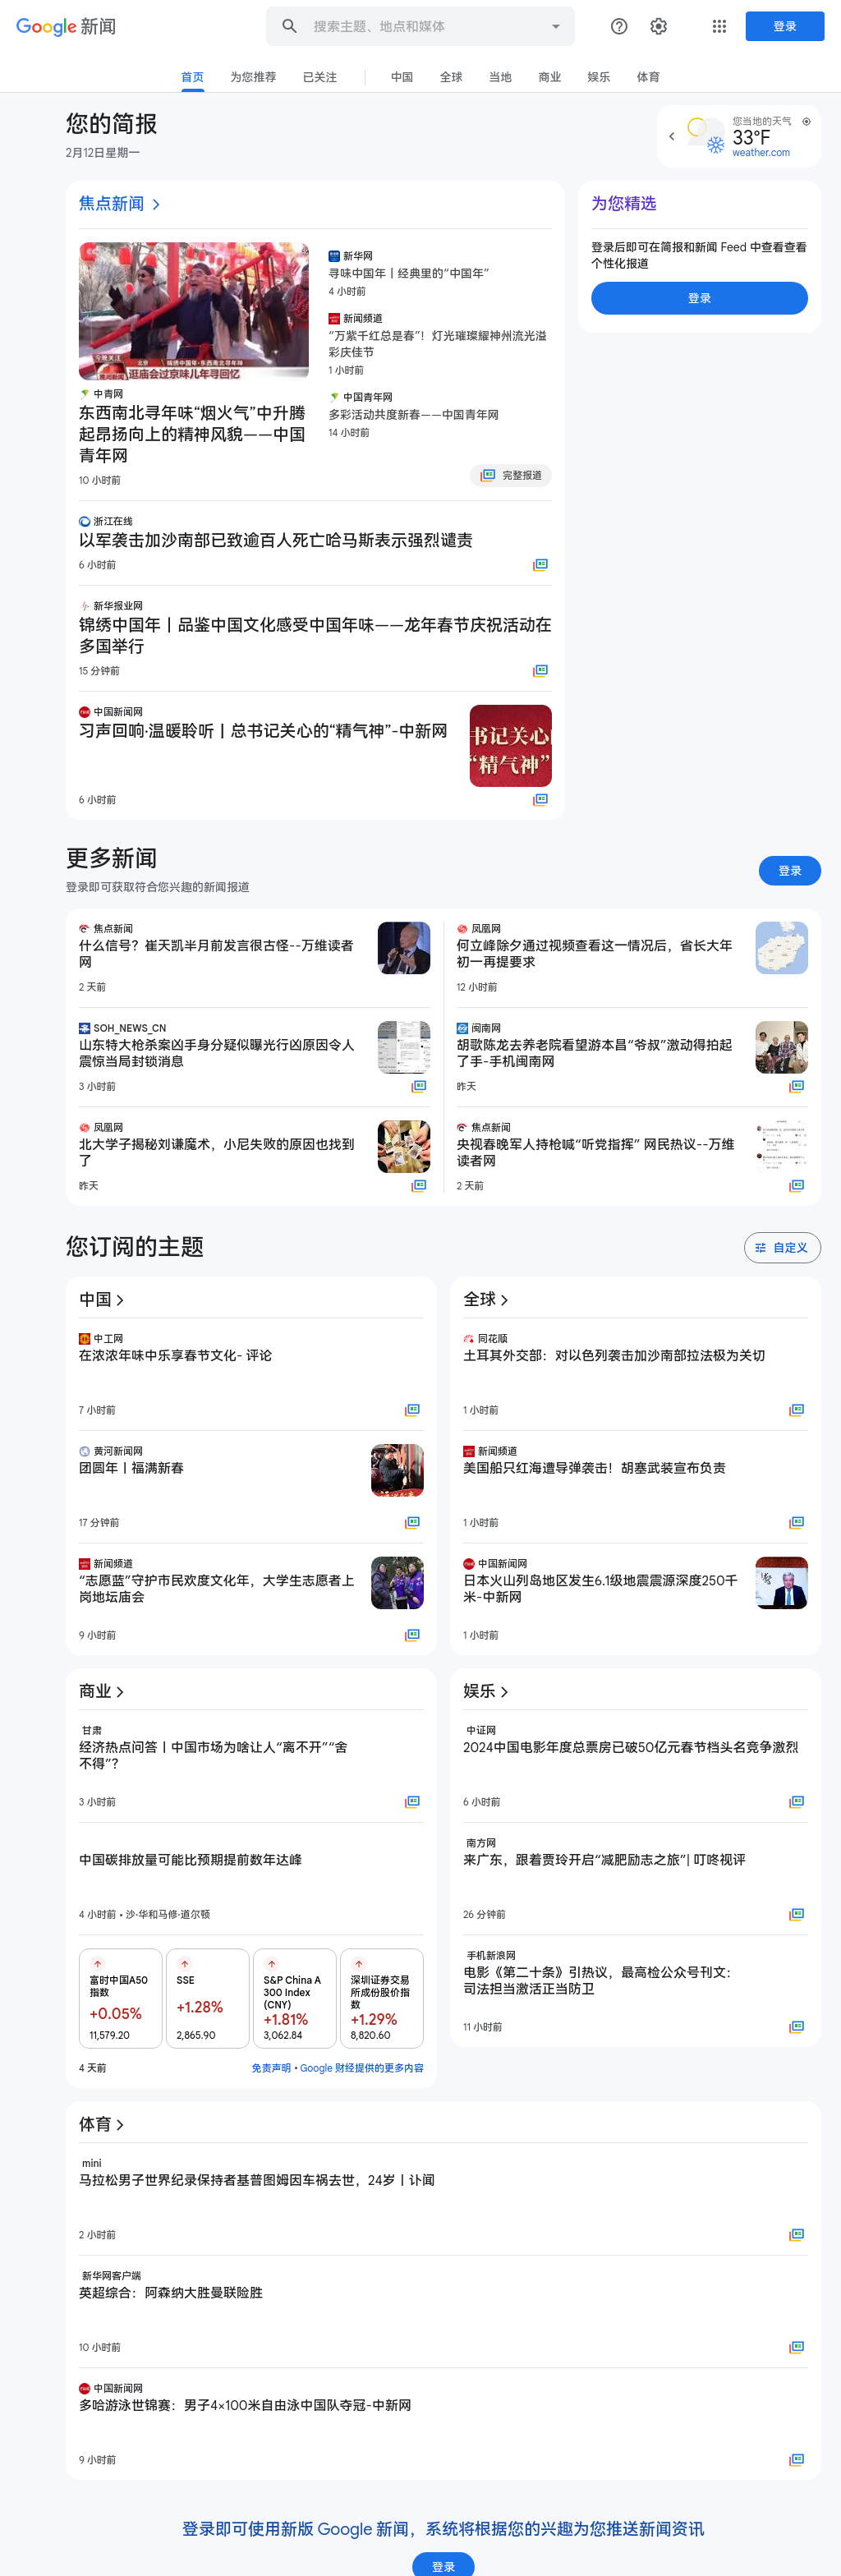 Google 新闻
搜索主题、地点和媒体
登录
首页
为您推荐
已关注
中国
全球
当地
商业
娱乐
体育
您的简报
2月12日星期一
您当地的天气
33°F
weather.com
焦点新闻
中青网
东西南北寻年味“烟火气”中升腾
起昂扬向上的精神风貌——中国
青年网
10 小时前
新华网
寻味中国年丨经典里的“中国年”
4 小时前
新闻频道
“万紫千红总是春”！灯光璀璨耀神州流光溢
彩庆佳节
1 小时前
中国青年网
多彩活动共度新春——中国青年网
14 小时前
完整报道
浙江在线
以军袭击加沙南部已致逾百人死亡哈马斯表示强烈谴责
6 小时前
新华报业网
锦绣中国年丨品鉴中国文化感受中国年味——龙年春节庆祝活动在
多国举行
15 分钟前
中国新闻网
习声回响·温暖聆听丨总书记关心的“精气神”-中新网
书记关心的
“精气神”
6 小时前
为您精选
登录后即可在简报和新闻 Feed 中查看查看
个性化报道
登录
更多新闻
登录即可获取符合您兴趣的新闻报道
登录
焦点新闻
什么信号？崔天凯半月前发言很古怪--万维读者
网
2 天前
SOH_NEWS_CN
山东特大枪杀案凶手身分疑似曝光行凶原因令人
震惊当局封锁消息
3 小时前
凤凰网
北大学子揭秘刘谦魔术，小尼失败的原因也找到
了
昨天
凤凰网
何立峰除夕通过视频查看这一情况后，省长大年
初一再提要求
12 小时前
闽南网
胡歌陈龙去养老院看望游本昌“爷叔”激动得拍起
了手-手机闽南网
昨天
焦点新闻
央视春晚军人持枪喊“听党指挥” 网民热议--万维
读者网
2 天前
您订阅的主题
自定义
中国
中工网
在浓浓年味中乐享春节文化- 评论
7 小时前
黄河新闻网
团圆年丨福满新春
17 分钟前
新闻频道
“志愿蓝”守护市民欢度文化年，大学生志愿者上
岗地坛庙会
9 小时前
全球
同花顺
土耳其外交部：对以色列袭击加沙南部拉法极为关切
1 小时前
新闻频道
美国船只红海遭导弹袭击！胡塞武装宣布负责
1 小时前
中国新闻网
日本火山列岛地区发生6.1级地震震源深度250千
米-中新网
1 小时前
商业
甘肃
经济热点问答丨中国市场为啥让人“离不开”“舍
不得”？
3 小时前
中国碳排放量可能比预期提前数年达峰
4 小时前 • 沙·华和马修·道尔顿
富时中国A50
指数
+0.05%
11,579.20
SSE
+1.28%
2,865.90
S&P China A
300 Index
(CNY)
+1.81%
3,062.84
深圳证券交易
所成份股价指
数
+1.29%
8,820.60
4 天前
免责声明 • Google 财经提供的更多内容
娱乐
中证网
2024中国电影年度总票房已破50亿元春节档头名竞争激烈
6 小时前
南方网
来广东，跟着贾玲开启“减肥励志之旅”| 叮咚视评
26 分钟前
手机新浪网
电影《第二十条》引热议，最高检公众号刊文：
司法担当激活正当防卫
11 小时前
体育
mini
马拉松男子世界纪录保持者基普图姆因车祸去世，24岁丨讣闻
2 小时前
新华网客户端
英超综合：阿森纳大胜曼联险胜
10 小时前
中国新闻网
多哈游泳世锦赛：男子4×100米自由泳中国队夺冠-中新网
9 小时前
登录即可使用新版 Google 新闻，系统将根据您的兴趣为您推送新闻资讯
登录